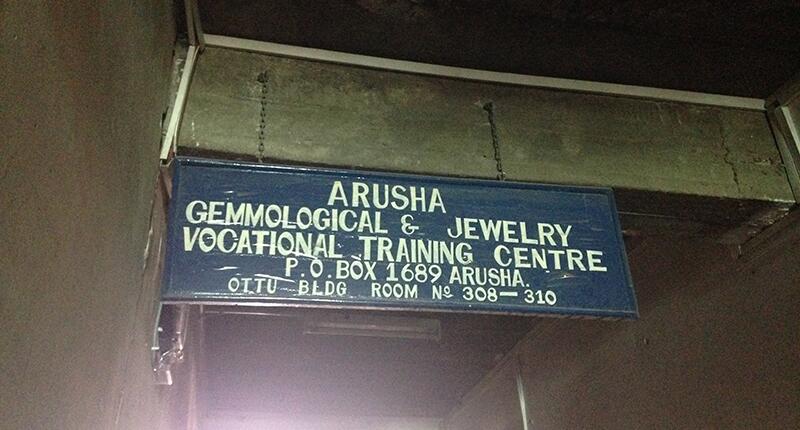 ARUSHA
GEMMOLOGICAL & JEWELRY
VOCATIONAL TRAINING CENTRE
P.O.BOX 1689 ARUSHA.
OTTU BLDG ROOM Nº 308-310